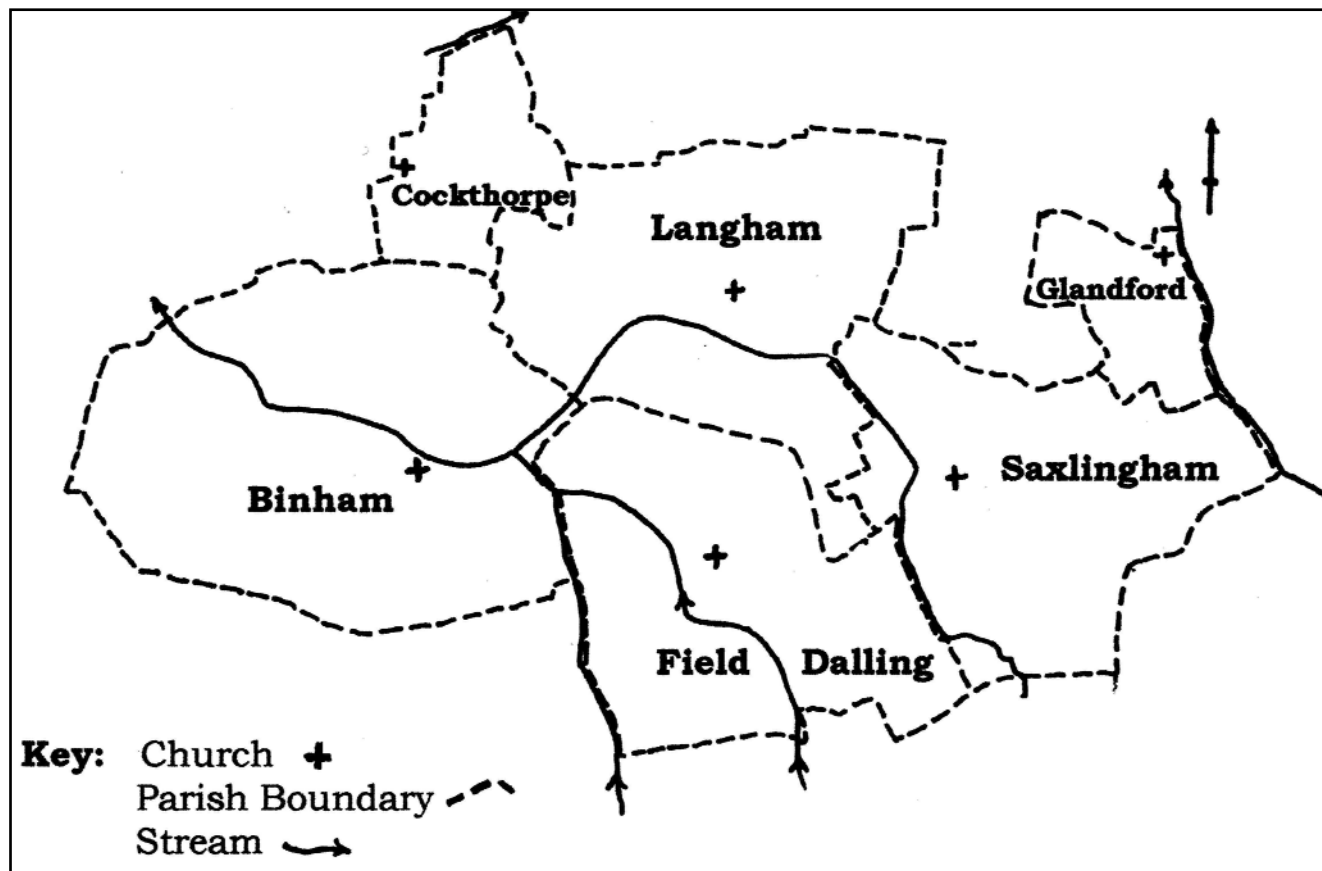 Cockthorpe
Langham
Glandford
Binham
Saxlingham
Field Dalling
Key: Church
Parish Boundary
Stream